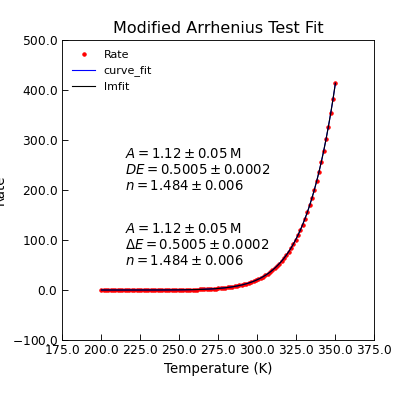 Modified Arrhenius Test Fit
500.0
400.0
300.0
200.0
100.0
0.0
−100.0
Rate
curve_fit
lmfit
A = 1.12 ± 0.05 M
DE = 0.5005 ± 0.0002
n = 1.484 ± 0.006
A = 1.12 ± 0.05 M
ΔE = 0.5005 ± 0.0002
n = 1.484 ± 0.006
175.0 200.0 225.0 250.0 275.0 300.0 325.0 350.0 375.0
Temperature (K)